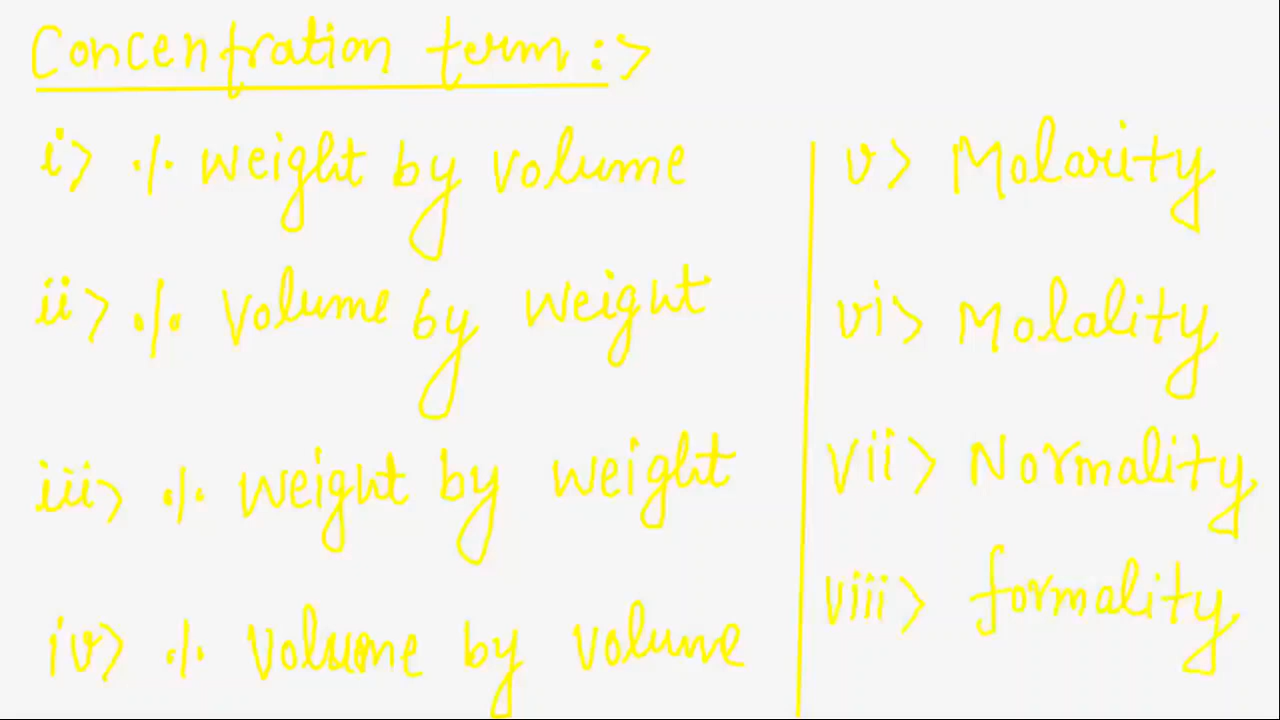 Concentration term :>
i> % weight by volume
ii> % volume by weight
iii> % weight by weight
iv> % volume by volume
v> Molarity
vi> Molality
vii> Normality
viii> formality